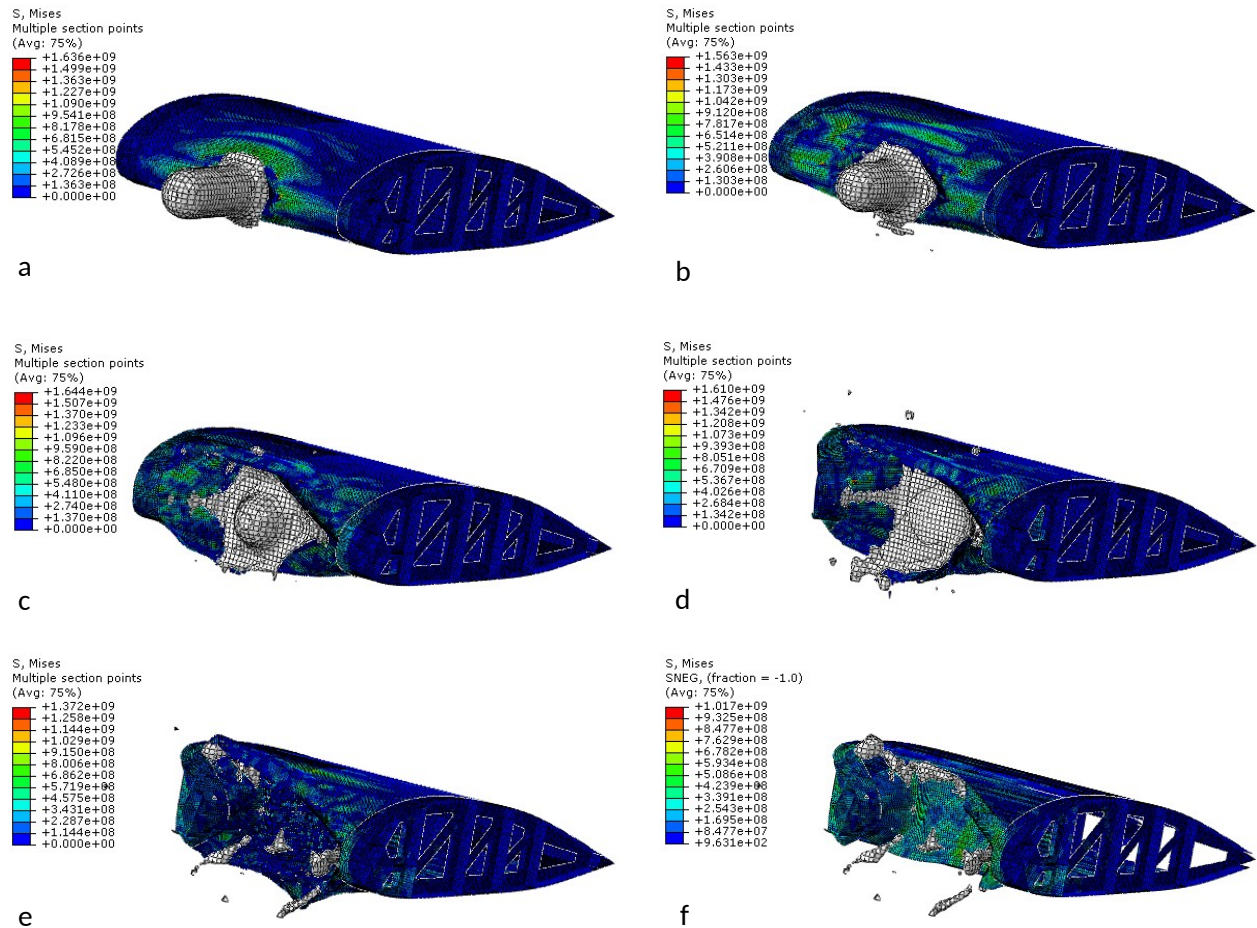 S, Mises
Multiple section points
(Avg: 75%)
+1.636e+09
+1.499e+09
+1.363e+09
+1.227e+09
+1.090e+09
+9.541e+08
+8.178e+08
+6.815e+08
+5.452e+08
+4.089e+08
+2.726e+08
+1.363e+08
+0.000e+00
a
S, Mises
Multiple section points
(Avg: 75%)
+1.563e+09
+1.433e+09
+1.303e+09
+1.173e+09
+1.042e+09
+9.120e+08
+7.817e+08
+6.514e+08
+5.211e+08
+3.908e+08
+2.606e+08
+1.303e+08
+0.000e+00
b
S, Mises
Multiple section points
(Avg: 75%)
+1.644e+09
+1.507e+09
+1.370e+09
+1.233e+09
+1.096e+09
+9.590e+08
+8.220e+08
+6.850e+08
+5.480e+08
+4.110e+08
+2.740e+08
+1.370e+08
+0.000e+00
c
S, Mises
Multiple section points
(Avg: 75%)
+1.610e+09
+1.476e+09
+1.342e+09
+1.208e+09
+1.073e+09
+9.393e+08
+8.051e+08
+6.709e+08
+5.367e+08
+4.026e+08
+2.684e+08
+1.342e+08
+0.000e+00
d
S, Mises
Multiple section points
(Avg: 75%)
+1.372e+09
+1.258e+09
+1.144e+09
+1.029e+09
+9.150e+08
+8.006e+08
+6.862e+08
+5.719e+08
+4.575e+08
+3.431e+08
+2.287e+08
+1.144e+08
+0.000e+00
e
S, Mises
SNEG, (fraction = -1.0)
(Avg: 75%)
+1.017e+09
+9.325e+08
+8.477e+08
+7.629e+08
+6.782e+08
+5.934e+08
+5.086e+08
+4.239e+08
+3.391e+08
+2.543e+08
+1.695e+08
+8.477e+07
+9.631e+02
f